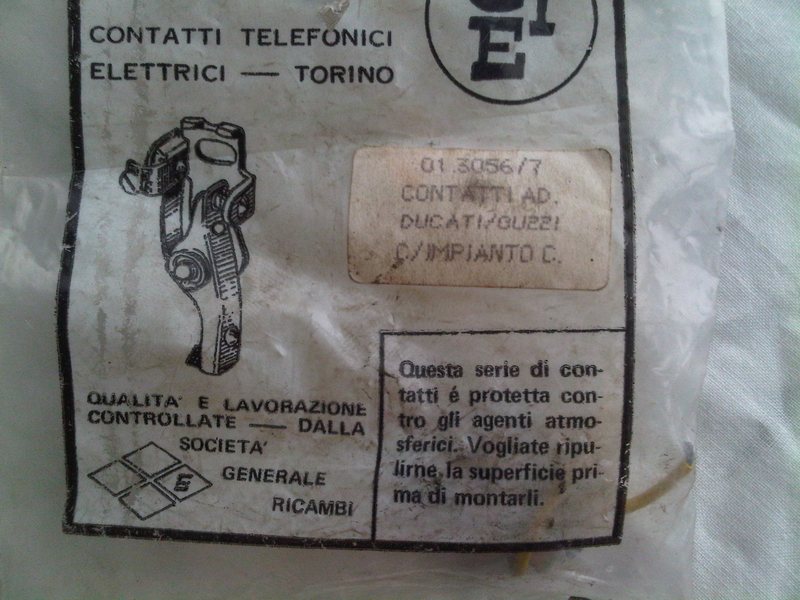 CONTATTI TELEFONICI
ELETTRICI — TORINO
E
01.3056/7
CONTATTI AD.
DUCATI/GUZZI
C/IMPIANTO C.
Questa serie di con-
tatti é protetta con-
tro gli agenti atmo-
sferici. Vogliate ripu-
lirne la superficie pri-
ma di montarli.
QUALITA' E LAVORAZIONE
CONTROLLATE — DALLA
SOCIETA'
GENERALE
RICAMBI
E